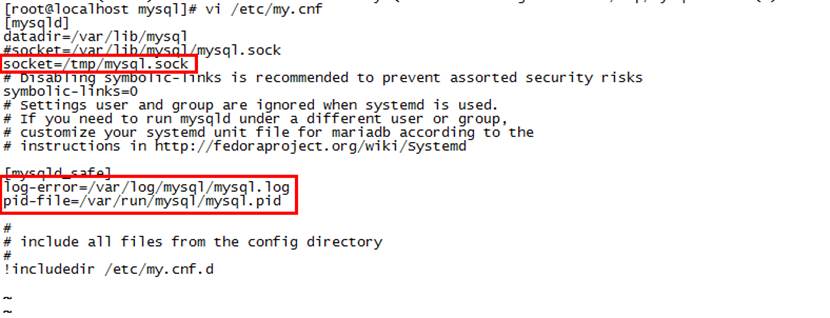 [root@localhost mysql]# vi /etc/my.cnf
[mysqld]
datadir=/var/lib/mysql
#socket=/var/lib/mysql/mysql.sock
socket=/tmp/mysql.sock
# Disabling symbolic-links is recommended to prevent assorted security risks
symbolic-links=0
# Settings user and group are ignored when systemd is used.
# If you need to run mysqld under a different user or group,
# customize your systemd unit file for mariadb according to the
# instructions in http://fedoraproject.org/wiki/Systemd
[mysqld_safe]
log-error=/var/log/mysql/mysql.log
pid-file=/var/run/mysql/mysql.pid
#
# include all files from the config directory
#
!includedir /etc/my.cnf.d
~
~